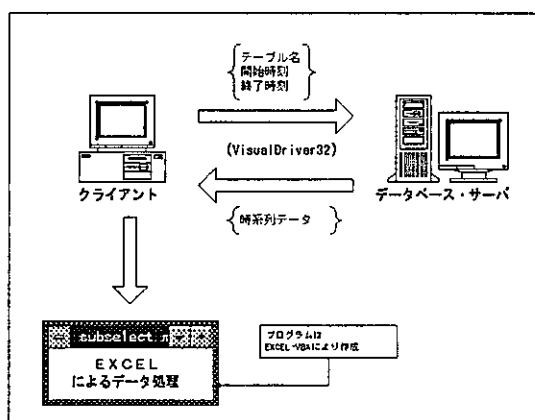 テーブル名
開始時刻
終了時刻
(VisualDriver32)
クライアント
データベース・サーバ
時系列データ
subselect
EXCEL
によるデータ処理
プログラムは
EXCEL-VBAにより作成